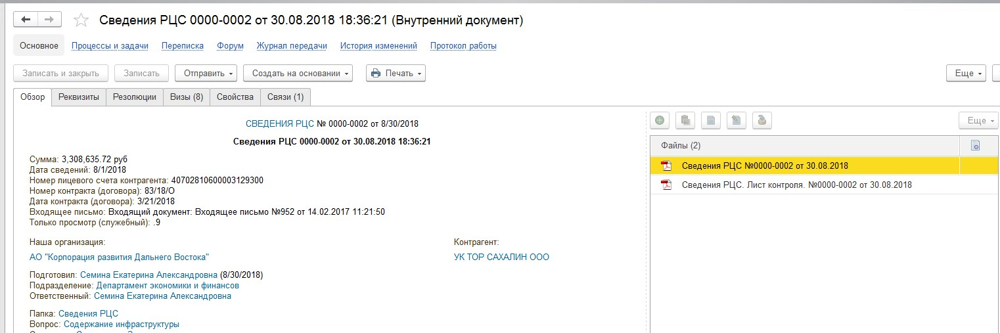 Сведения РЦС 0000-0002 от 30.08.2018 18:36:21 (Внутренний документ)
Основное Процессы и задачи Переписка Форум Журнал передачи История изменений Протокол работы
Записать и закрыть Записать Отправить Создать на основании Печать Еще
Обзор Реквизиты Резолюции Визы (8) Свойства Связи (1)
СВЕДЕНИЯ РЦС № 0000-0002 от 8/30/2018
Сведения РЦС 0000-0002 от 30.08.2018 18:36:21
Сумма: 3,308,635.72 руб
Дата сведений: 8/1/2018
Номер лицевого счета контрагента: 40702810600003129300
Номер контракта (договора): 83/18/О
Дата контракта (договора): 3/21/2018
Входящее письмо: Входящий документ: Входящее письмо №952 от 14.02.2017 11:21:50
Только просмотр (служебный): .9
Наша организация: Контрагент:
АО "Корпорация развития Дальнего Востока" УК ТОР САХАЛИН ООО
Подготовил: Семина Екатерина Александровна (8/30/2018)
Подразделение: Департамент экономики и финансов
Ответственный: Семина Екатерина Александровна
Папка: Сведения РЦС
Вопрос: Содержание инфраструктуры
Еще
Файлы (2)
Сведения РЦС №0000-0002 от 30.08.2018
Сведения РЦС. Лист контроля. №0000-0002 от 30.08.2018